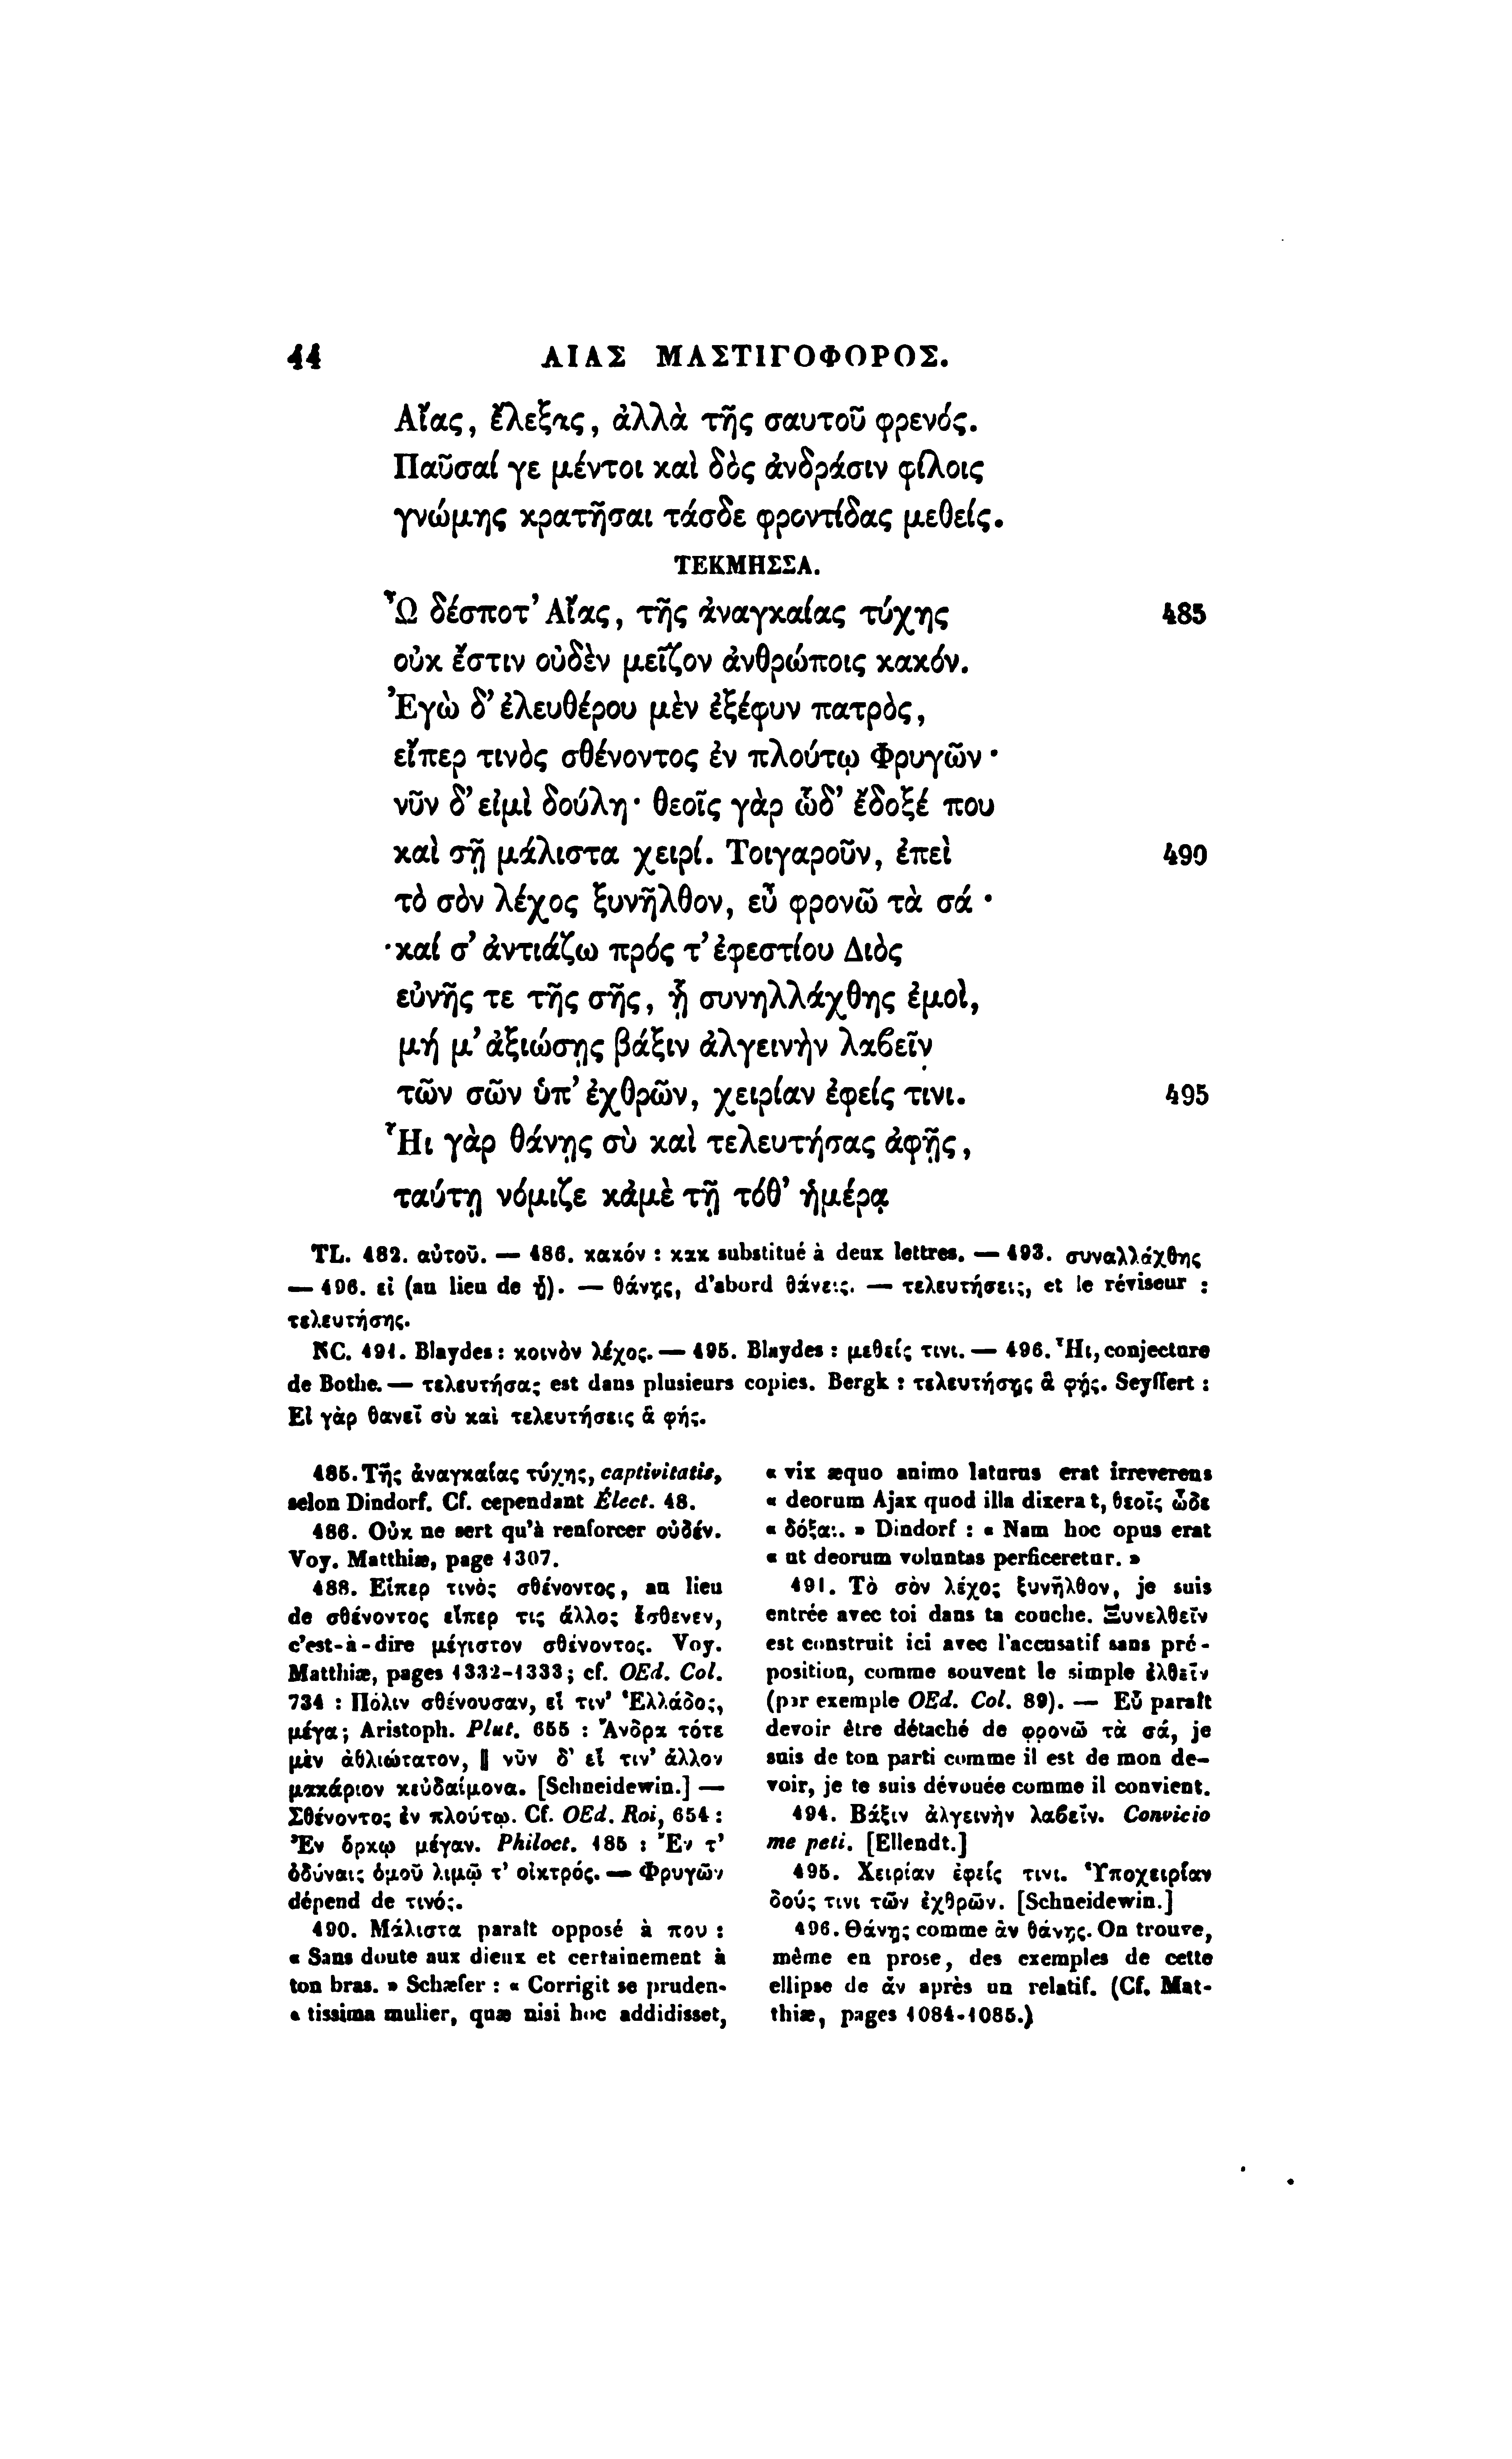 44 ΑΙΑΣ ΜΑΣΤΙΓΟΦΟΡΟΣ.
Αἴας, ἔλεξας, ἀλλὰ τῆς σαυτοῦ φρενός.
Παῦσαί γε μέντοι καὶ δὸς ἀνδράσιν φίλοις
γνώμης κρατῆσαι τάσδε φροντίδας μεθείς.
ΤΕΚΜΗΣΣΑ.
Ὦ δέσποτ' Αἴας, τῆς ἀναγκαίας τύχης 485
οὐκ ἔστιν οὐδὲν μεῖζον ἀνθρώποις κακόν.
Ἐγὼ δ' ἐλευθέρου μὲν ἐξέφυν πατρὸς,
εἴπερ τινὸς σθένοντος ἐν πλούτῳ Φρυγῶν·
νῦν δ' εἰμὶ δούλη· θεοῖς γὰρ ὧδ' ἔδοξέ που
καὶ σῇ μάλιστα χειρί. Τοιγαροῦν, ἐπεὶ 490
τὸ σὸν λέχος ξυνῆλθον, εὖ φρονῶ τὰ σά·
καί σ' ἀντιάζω πρός τ' ἐφεστίου Διὸς
εὐνῆς τε τῆς σῆς, ᾗ συνηλλάχθης ἐμοὶ,
μή μ' ἀξιώσῃς βάξιν ἀλγεινὴν λαϐεῖν
τῶν σῶν ὑπ' ἐχθρῶν, χειρίαν ἐφείς τινι. 495
Ἧι γὰρ θάνῃς σὺ καὶ τελευτήσας ἀφῇς,
ταύτῃ νόμιζε κἀμὲ τῇ τόθ' ἡμέρᾳ
TL. 482. αὐτοῦ. — 486. κακόν : κακ substitué à deux lettres. — 493. συναλλάχθης
— 496. εἰ (au lieu de ᾗ). — θάνῃς, d'abord θάνεις. — τελευτήσεις, et le réviseur :
τελευτήσης.
NC. 491. Blaydes : κοινὸν λέχος. — 495. Blaydes : μεθείς τινι. — 496. Ἧι, conjecture
de Bothe. — τελευτήσας est dans plusieurs copies. Bergk : τελευτήσῃς ἃ φῄς. Seyffert :
Εἰ γὰρ θανεῖ σὺ καὶ τελευτήσεις ἃ φής.
485. Τῆς ἀναγκαίας τύχης, captivitatis,
selon Dindorf. Cf. cependant Élect. 48.
486. Οὐκ ne sert qu'à renforcer οὐδέν.
Voy. Matthiæ, page 1307.
488. Εἴπερ τινὸς σθένοντος, au lieu
de σθένοντος εἴπερ τις ἄλλος ἔσθενεν,
c'est-à-dire μέγιστον σθένοντος. Voy.
Matthiæ, pages 1332-1333; cf. OEd. Col.
734 : Πόλιν σθένουσαν, εἴ τιν' Ἑλλάδος,
μέγα; Aristoph. Plut. 655 : Ἄνδρα τότε
μὲν ἀθλιώτατον, ‖ νῦν δ' εἴ τιν' ἄλλον
μακάριον κεὐδαίμονα. [Schneidewin.] —
Σθένοντος ἐν πλούτῳ. Cf. OEd. Roi, 654 :
Ἐν ὅρκῳ μέγαν. Philoct. 185 : Ἔν τ'
ὀδύναις ὁμοῦ λιμῷ τ' οἰκτρός. — Φρυγῶν
dépend de τινός.
490. Μάλιστα paraît opposé à που :
« Sans doute aux dieux et certainement à
ton bras. » Schæfer : « Corrigit se pruden-
« tissima mulier, quæ nisi hoc addidisset,
« vix æquo animo laturus erat irreverens
« deorum Ajax quod illa dixerat, θεοῖς ὧδε
« δόξαι. » Dindorf : « Nam hoc opus erat
« ut deorum voluntas perficeretur. »
491. Τὸ σὸν λέχος ξυνῆλθον, je suis
entrée avec toi dans ta couche. Ξυνελθεῖν
est construit ici avec l'accusatif sans pré-
position, comme souvent le simple ἐλθεῖν
(par exemple OEd. Col. 89). — Εὖ paraît
devoir être détaché de φρονῶ τὰ σά, je
suis de ton parti comme il est de mon de-
voir, je te suis dévouée comme il convient.
494. Βάξιν ἀλγεινὴν λαϐεῖν. Convicio
me peti. [Ellendt.]
495. Χειρίαν ἐφείς τινι. Ὑποχειρίαν
δούς τινι τῶν ἐχθρῶν. [Schneidewin.]
496. Θάνῃς comme ἂν θάνῃς. On trouve,
même en prose, des exemples de cette
ellipse de ἄν après un relatif. (Cf. Mat-
thiæ, pages 1084-1085.)